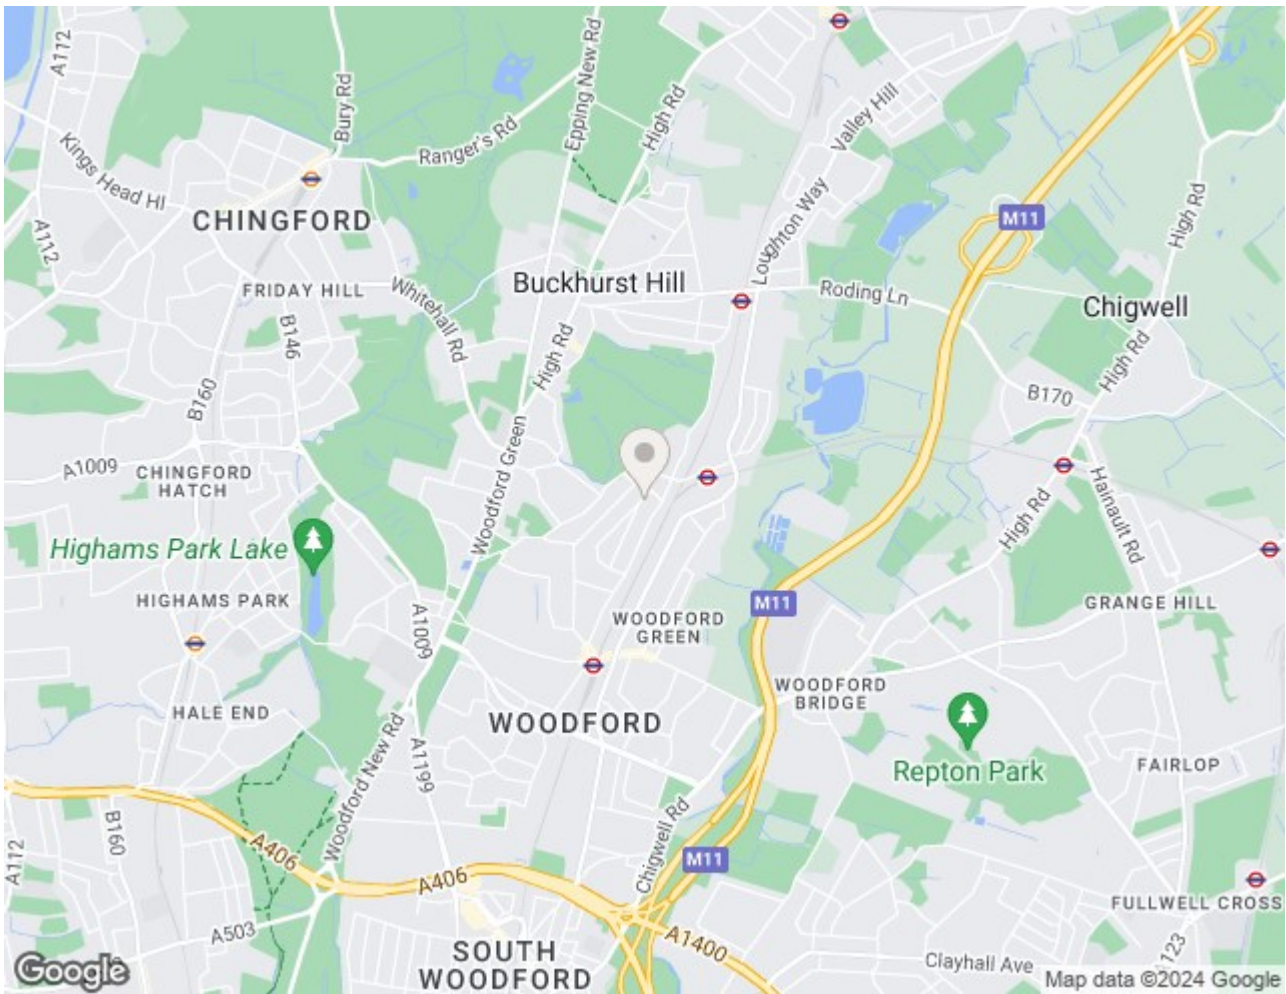 A112
Bury Rd
Epping New Rd
High Rd
Valley Hill
Ranger's Rd
Kings Head Hl
CHINGFORD
A112
M11
High Rd
Loughton Way
FRIDAY HILL
Whitehall Rd
Buckhurst Hill
Roding Ln
Chigwell
B146
High Rd
High Rd
B160
B170
A1009
CHINGFORD
HATCH
Woodford Green
High Rd
Hainault Rd
Highams Park Lake
HIGHAMS PARK
A1009
WOODFORD
GREEN
M11
GRANGE HILL
WOODFORD
BRIDGE
HALE END
WOODFORD
Woodford New Rd
A1199
Repton Park
FAIRLOP
B160
A112
A406
A406
Chigwell Rd
M11
FULLWELL CROSS
A503
A1400
SOUTH
WOODFORD
Clayhall Ave
A123
Google
Map data ©2024 Google